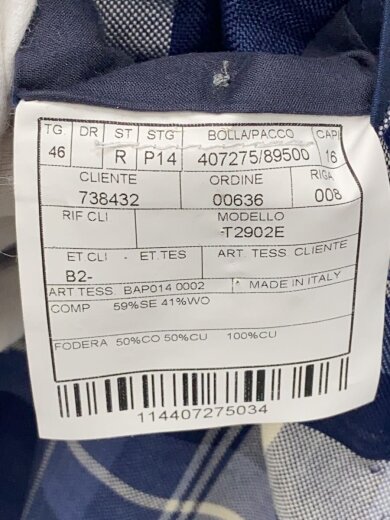 TG DR ST STG BOLLA/PACCO CAPI
46 R P14 407275/89500 16
CLIENTE ORDINE RIGA
738432 00636 008
RIF CLI MODELLO
-T2902E
ET CLI - ET.TES ART. TESS. CLIENTE
B2-
ART TESS. BAP014 0002 MADE IN ITALY
COMP 59%SE 41%WO
FODERA 50%CO 50%CU 100%CU
114407275034